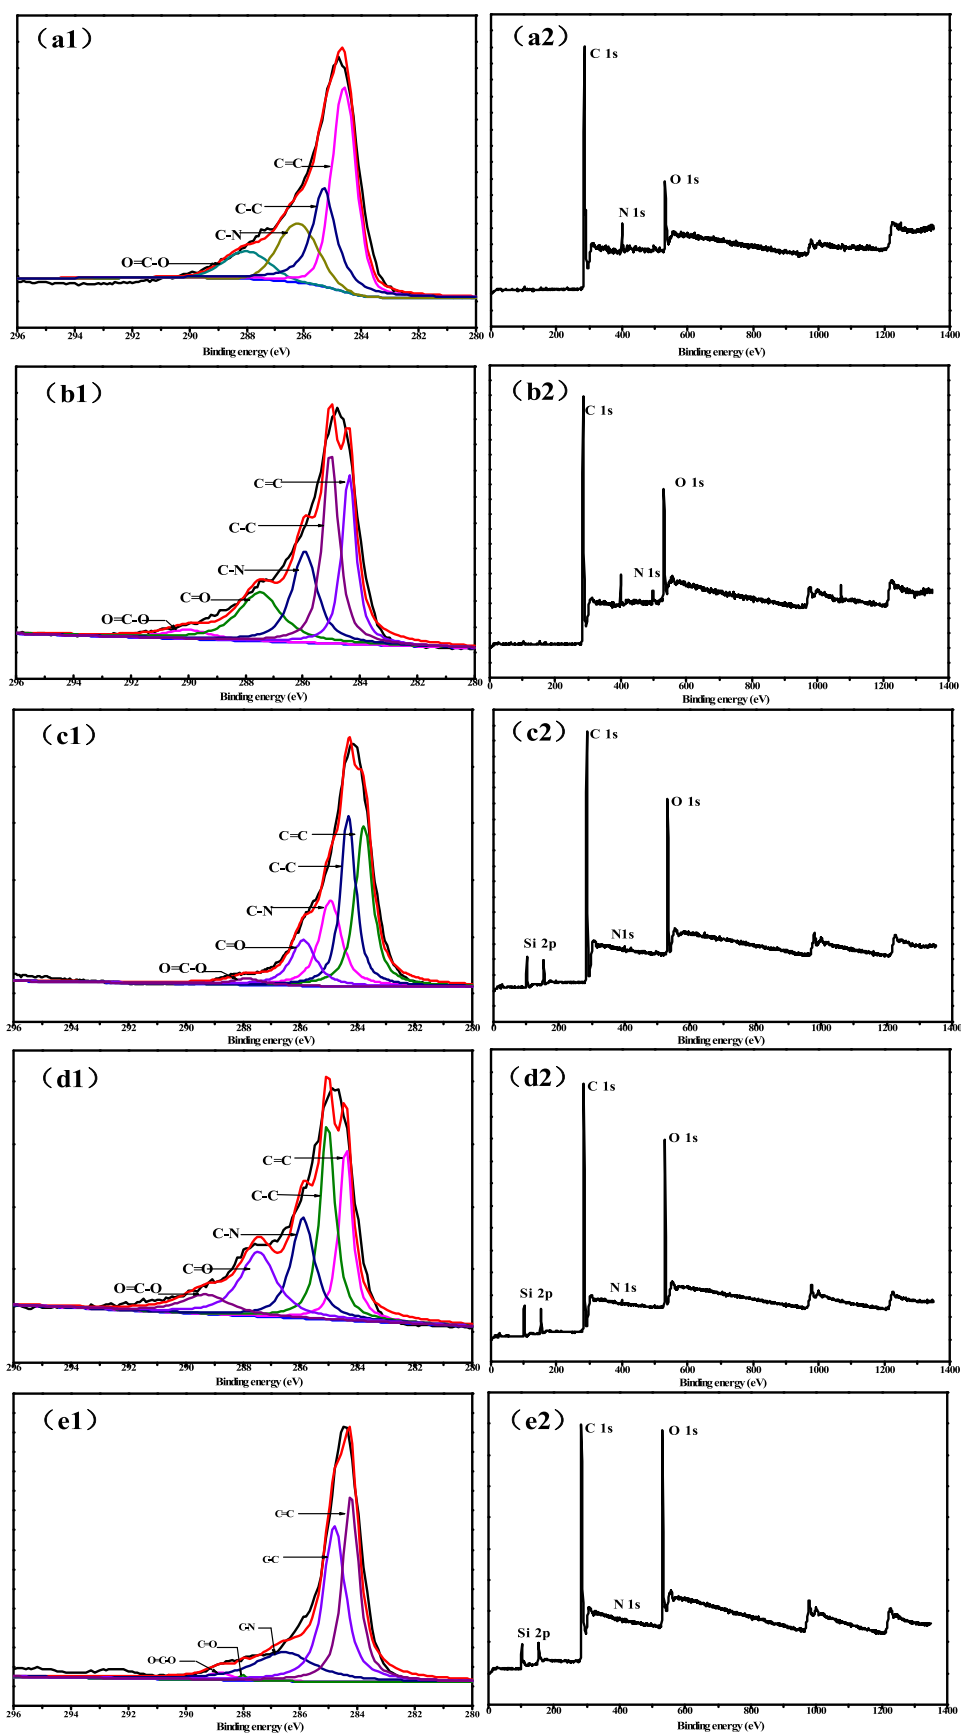 (a1)
C=C
C-C
C-N
O=C-O
296 294 292 290 288 286 284 282 280
Binding energy (eV)
(a2)
C 1s
O 1s
N 1s
0 200 400 600 800 1000 1200 1400
Binding energy (eV)
(b1)
C=C
C-C
C-N
C=O
O=C-O
296 294 292 290 288 286 284 282 280
Binding energy (eV)
(b2)
C 1s
O 1s
N 1s
0 200 400 600 800 1000 1200 1400
Binding energy (eV)
(c1)
C=C
C-C
C-N
C=O
O=C-O
296 294 292 290 288 286 284 282 280
Binding energy (eV)
(c2)
C 1s
O 1s
N1s
Si 2p
0 200 400 600 800 1000 1200 1400
Binding energy (eV)
(d1)
C=C
C-C
C-N
C=O
O=C-O
296 294 292 290 288 286 284 282 280
Binding energy (eV)
(d2)
C 1s
O 1s
N 1s
Si 2p
0 200 400 600 800 1000 1200 1400
Binding energy (eV)
(e1)
C=C
C-C
C-N
C=O
O=C-O
296 294 292 290 288 286 284 282 280
Binding energy (eV)
(e2)
C 1s
O 1s
N 1s
Si 2p
0 200 400 600 800 1000 1200 1400
Binding energy (eV)